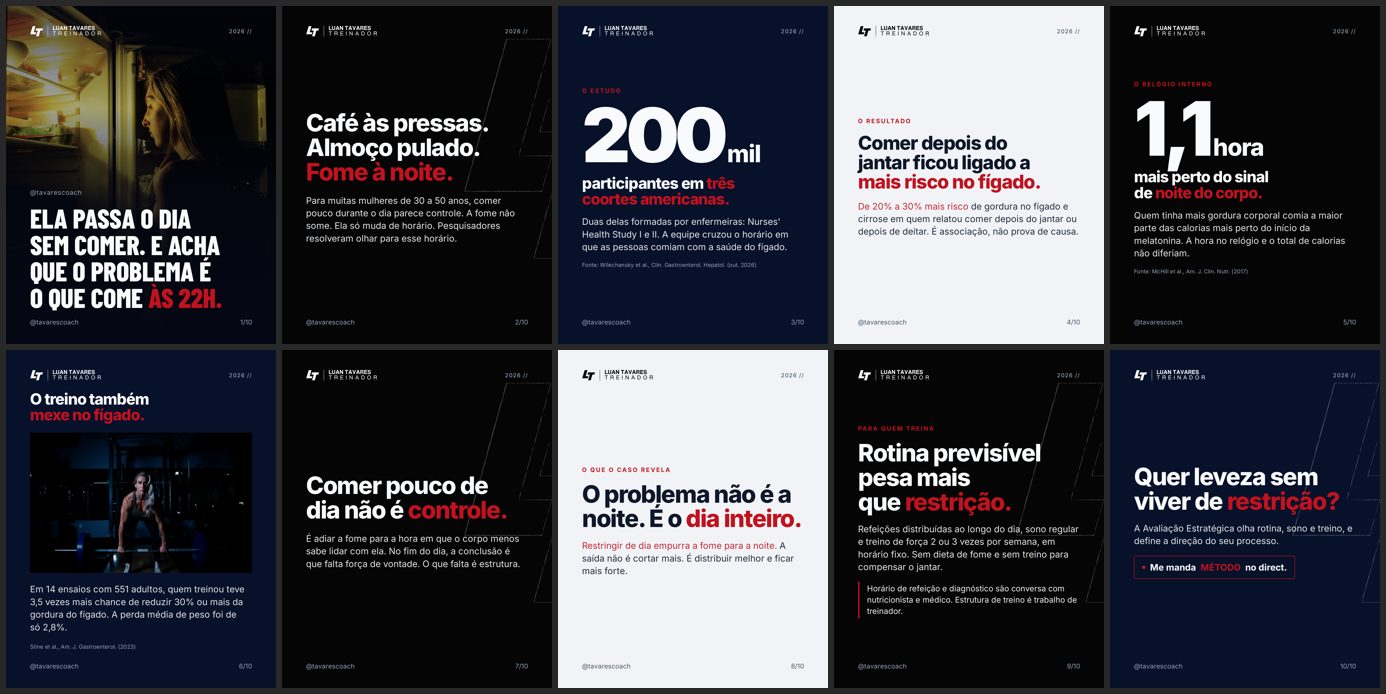 LT LUAN TAVARES
TREINADOR
2026 //
@tavarescoach
ELA PASSA O DIA
SEM COMER. E ACHA
QUE O PROBLEMA É
O QUE COME ÀS 22H.
@tavarescoach
1/10
LT LUAN TAVARES
TREINADOR
2026 //
Café às pressas.
Almoço pulado.
Fome à noite.
Para muitas mulheres de 30 a 50 anos, comer
pouco durante o dia parece controle. A fome não
some. Ela só muda de horário. Pesquisadores
resolveram olhar para esse horário.
@tavarescoach
2/10
LT LUAN TAVARES
TREINADOR
2026 //
O ESTUDO
200 mil
participantes em três
coortes americanas.
Duas delas formadas por enfermeiras: Nurses'
Health Study I e II. A equipe cruzou o horário em
que as pessoas comiam com a saúde do fígado.
Fonte: Wilechansky et al., Clin. Gastroenterol. Hepatol. (out. 2026)
@tavarescoach
3/10
LT LUAN TAVARES
TREINADOR
2026 //
O RESULTADO
Comer depois do
jantar ficou ligado a
mais risco no fígado.
De 20% a 30% mais risco de gordura no fígado e
cirrose em quem relatou comer depois do jantar ou
depois de deitar. É associação, não prova de causa.
@tavarescoach
4/10
LT LUAN TAVARES
TREINADOR
2026 //
O RELÓGIO INTERNO
1,1 hora
mais perto do sinal
de noite do corpo.
Quem tinha mais gordura corporal comia a maior
parte das calorias mais perto do início da
melatonina. A hora no relógio e o total de calorias
não diferiam.
Fonte: McHill et al., Am. J. Clin. Nutr. (2017)
@tavarescoach
5/10
LT LUAN TAVARES
TREINADOR
2026 //
O treino também
mexe no fígado.
Em 14 ensaios com 551 adultos, quem treinou teve
3,5 vezes mais chance de reduzir 30% ou mais da
gordura do fígado. A perda média de peso foi de
só 2,8%.
Stine et al., Am. J. Gastroenterol. (2023)
@tavarescoach
6/10
LT LUAN TAVARES
TREINADOR
2026 //
Comer pouco de
dia não é controle.
É adiar a fome para a hora em que o corpo menos
sabe lidar com ela. No fim do dia, a conclusão é
que falta força de vontade. O que falta é estrutura.
@tavarescoach
7/10
LT LUAN TAVARES
TREINADOR
2026 //
O QUE O CASO REVELA
O problema não é a
noite. É o dia inteiro.
Restringir de dia empurra a fome para a noite. A
saída não é cortar mais. É distribuir melhor e ficar
mais forte.
@tavarescoach
8/10
LT LUAN TAVARES
TREINADOR
2026 //
PARA QUEM TREINA
Rotina previsível
pesa mais
que restrição.
Refeições distribuídas ao longo do dia, sono regular
e treino de força 2 ou 3 vezes por semana, em
horário fixo. Sem dieta de fome e sem treino para
compensar o jantar.
Horário de refeição e diagnóstico são conversa com
nutricionista e médico. Estrutura de treino é trabalho de
treinador.
@tavarescoach
9/10
LT LUAN TAVARES
TREINADOR
2026 //
Quer leveza sem
viver de restrição?
A Avaliação Estratégica olha rotina, sono e treino, e
define a direção do seu processo.
Me manda MÉTODO no direct.
@tavarescoach
10/10